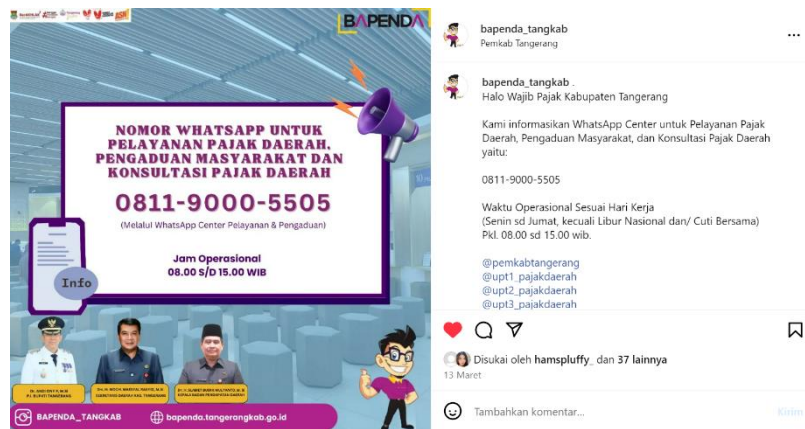 BAPENDA
NOMOR WHATSAPP UNTUK
PELAYANAN PAJAK DAERAH,
PENGADUAN MASYARAKAT DAN
KONSULTASI PAJAK DAERAH
0811-9000-5505
(Melalui WhatsApp Center Pelayanan & Pengaduan)
Jam Operasional
08.00 S/D 15.00 WIB
Info
BAPENDA_TANGKAB
bapenda.tangerangkab.go.id
bapenda_tangkab
Pemkab Tangerang
bapenda_tangkab .
Halo Wajib Pajak Kabupaten Tangerang
Kami informasikan WhatsApp Center untuk Pelayanan Pajak
Daerah, Pengaduan Masyarakat, dan Konsultasi Pajak Daerah
yaitu:
0811-9000-5505
Waktu Operasional Sesuai Hari Kerja
(Senin sd Jumat, kecuali Libur Nasional dan/ Cuti Bersama)
Pkl. 08.00 sd 15.00 wib.
@pemkabtangerang
@upt1_pajakdaerah
@upt2_pajakdaerah
@upt3_pajakdaerah
Disukai oleh hamspluffy_ dan 37 lainnya
13 Maret
Tambahkan komentar...
Kirim